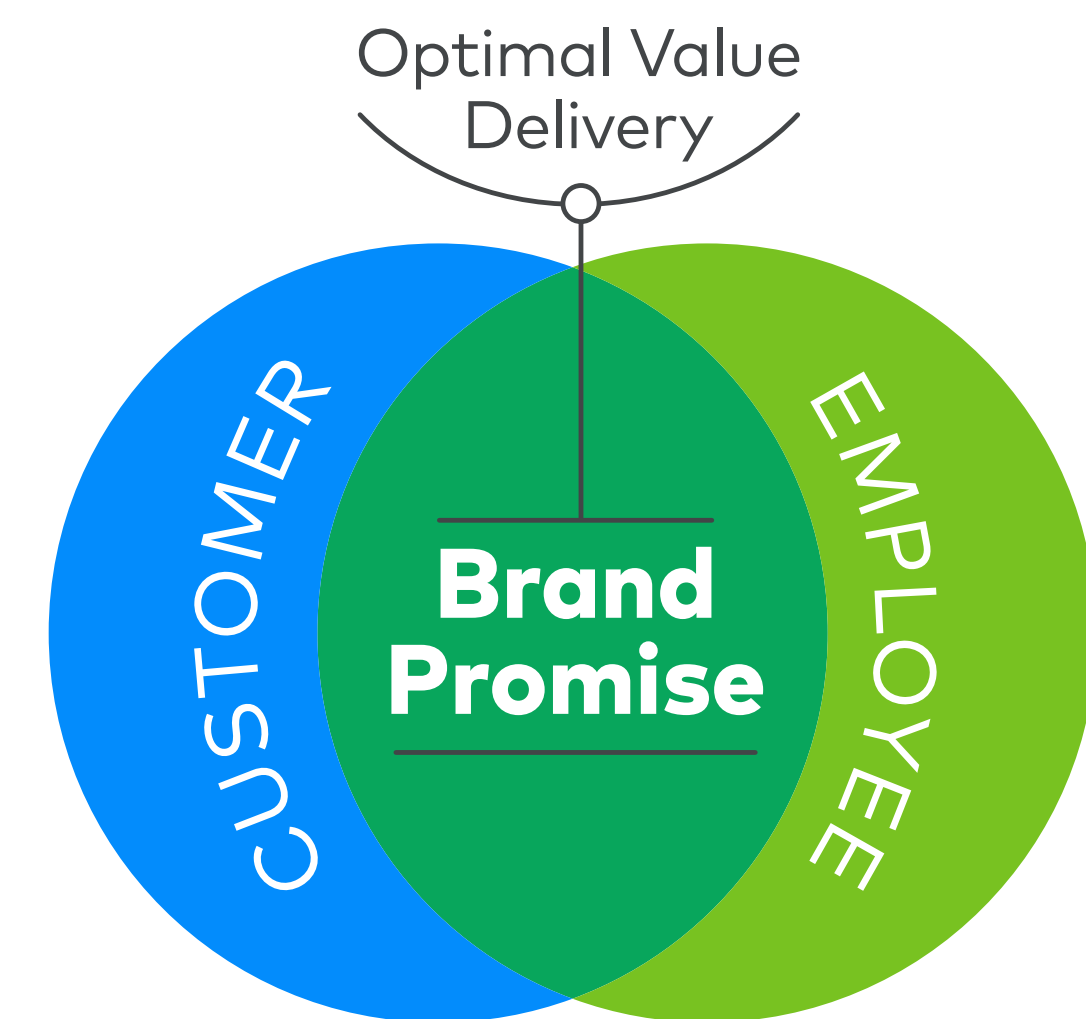 Optimal Value
Delivery
CUSTOMER
Brand
Promise
EMPLOYEE